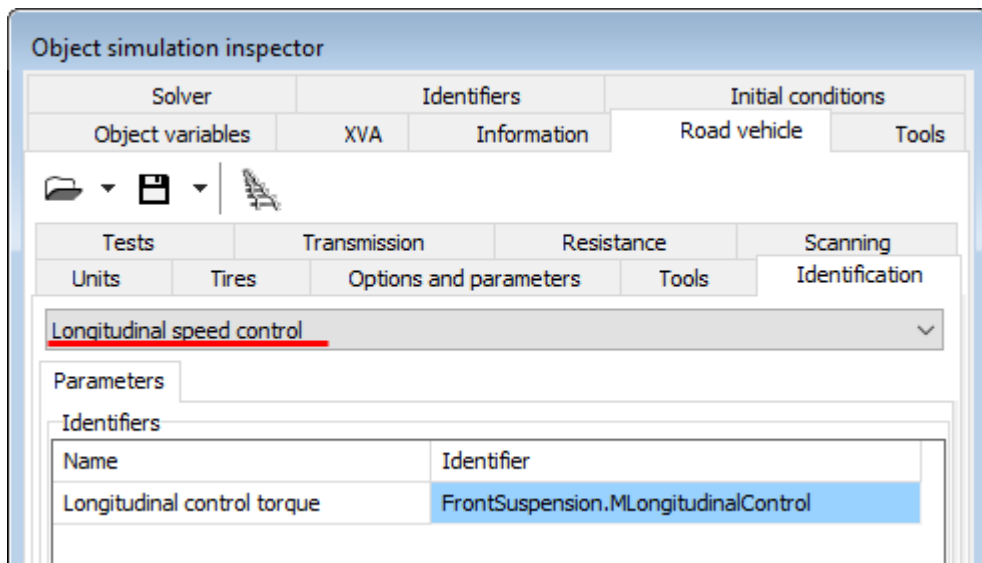 Object simulation inspector
Solver Identifiers Initial conditions
Object variables XVA Information Road vehicle Tools
Tests Transmission Resistance Scanning
Units Tires Options and parameters Tools Identification
Longitudinal speed control
Parameters
Identifiers
Name Identifier
Longitudinal control torque FrontSuspension.MLongitudinalControl